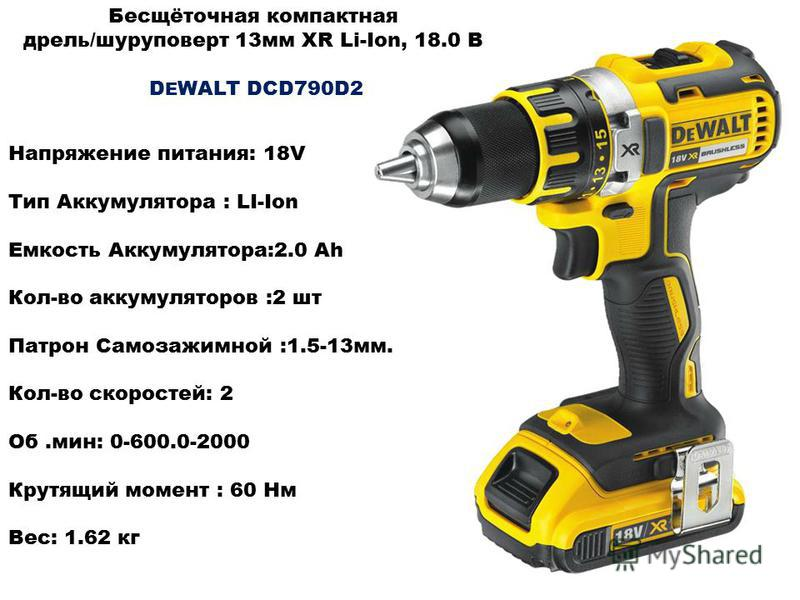 Бесщёточная компактная
дрель/шуруповерт 13мм XR Li-Ion, 18.0 В
DEWALT DCD790D2
Напряжение питания: 18V
Тип Аккумулятора : LI-Ion
Емкость Аккумулятора:2.0 Ah
Кол-во аккумуляторов :2 шт
Патрон Самозажимной :1.5-13мм.
Кол-во скоростей: 2
Об .мин: 0-600.0-2000
Крутящий момент : 60 Нм
Вес: 1.62 кг
DEWALT
18V XR BRUSHLESS
XR
13 • 15
DEWALT
18V XR
MyShared